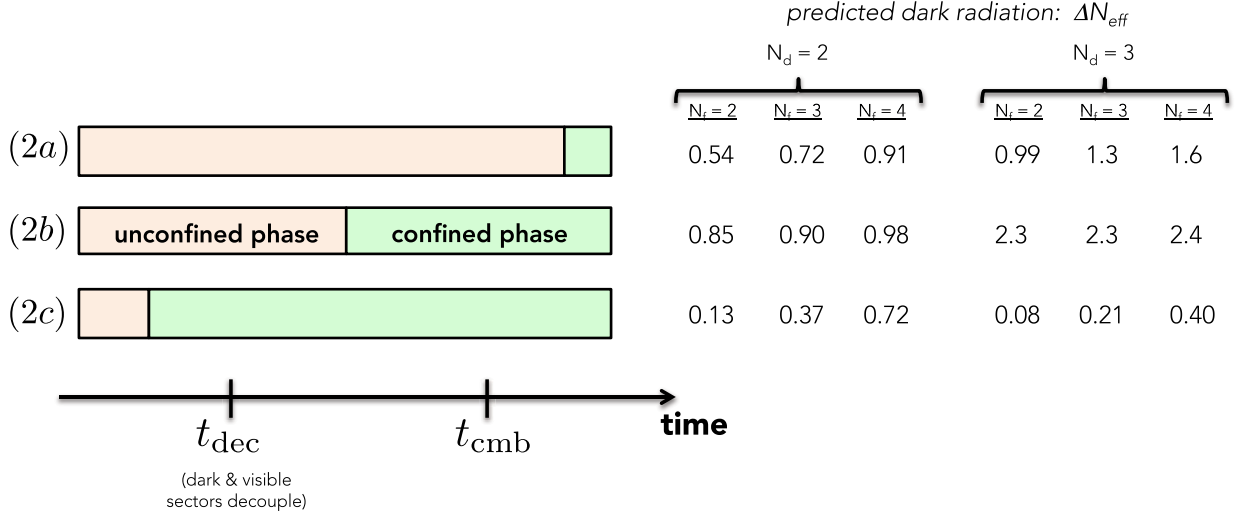 predicted dark radiation: ΔN_eff
N_d = 2 N_d = 3
N_f = 2 N_f = 3 N_f = 4 N_f = 2 N_f = 3 N_f = 4
(2a) 0.54 0.72 0.91 0.99 1.3 1.6
(2b) unconfined phase confined phase 0.85 0.90 0.98 2.3 2.3 2.4
(2c) 0.13 0.37 0.72 0.08 0.21 0.40
time
t_dec t_cmb
(dark & visible
sectors decouple)